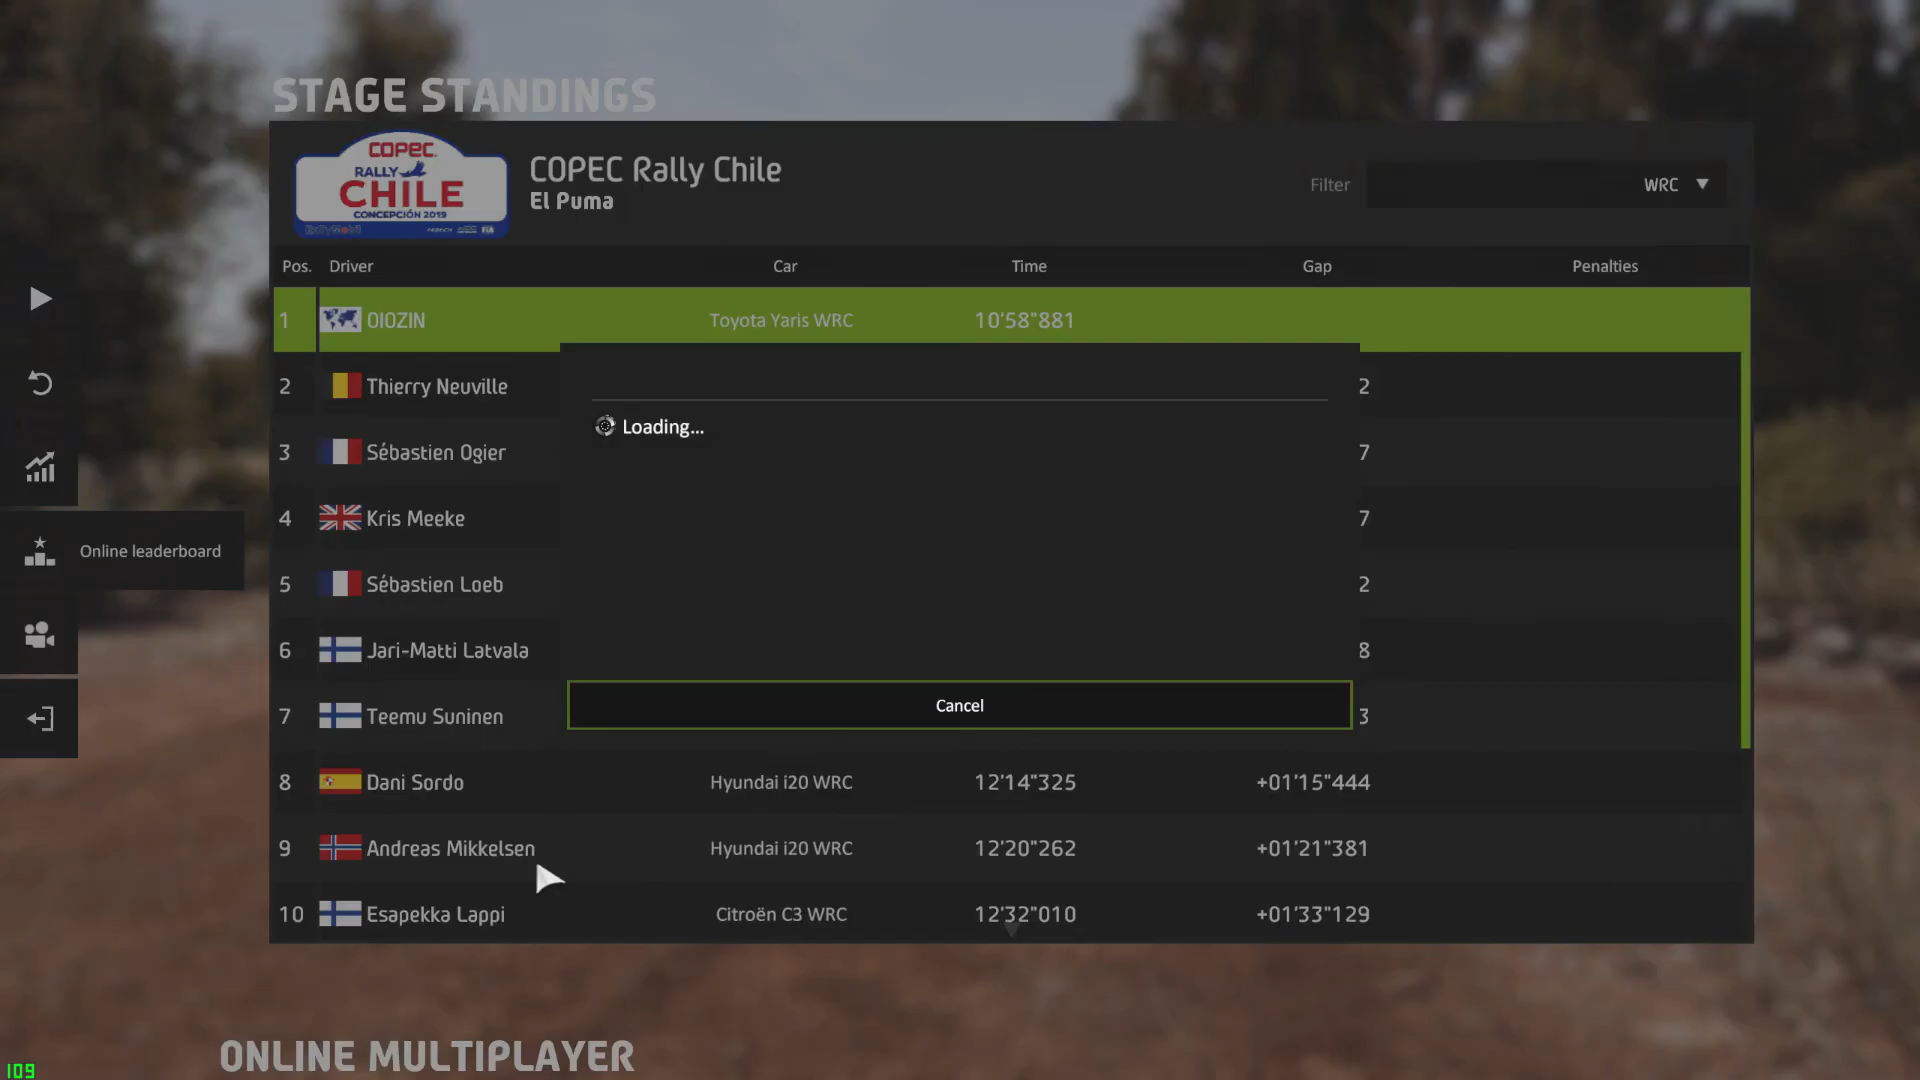 STAGE STANDINGS
COPEC
RALLY
CHILE
CONCEPCIÓN 2019
RallyMobil
FIA
COPEC Rally Chile
El Puma
Filter
WRC
Pos. Driver Car Time Gap Penalties
1 OIOZIN Toyota Yaris WRC 10'58"881
2 Thierry Neuville 2
Loading...
3 Sébastien Ogier 7
4 Kris Meeke 7
Online leaderboard
5 Sébastien Loeb 2
6 Jari-Matti Latvala 8
Cancel
7 Teemu Suninen 3
8 Dani Sordo Hyundai i20 WRC 12'14"325 +01'15"444
9 Andreas Mikkelsen Hyundai i20 WRC 12'20"262 +01'21"381
10 Esapekka Lappi Citroën C3 WRC 12'32"010 +01'33"129
ONLINE MULTIPLAYER
109